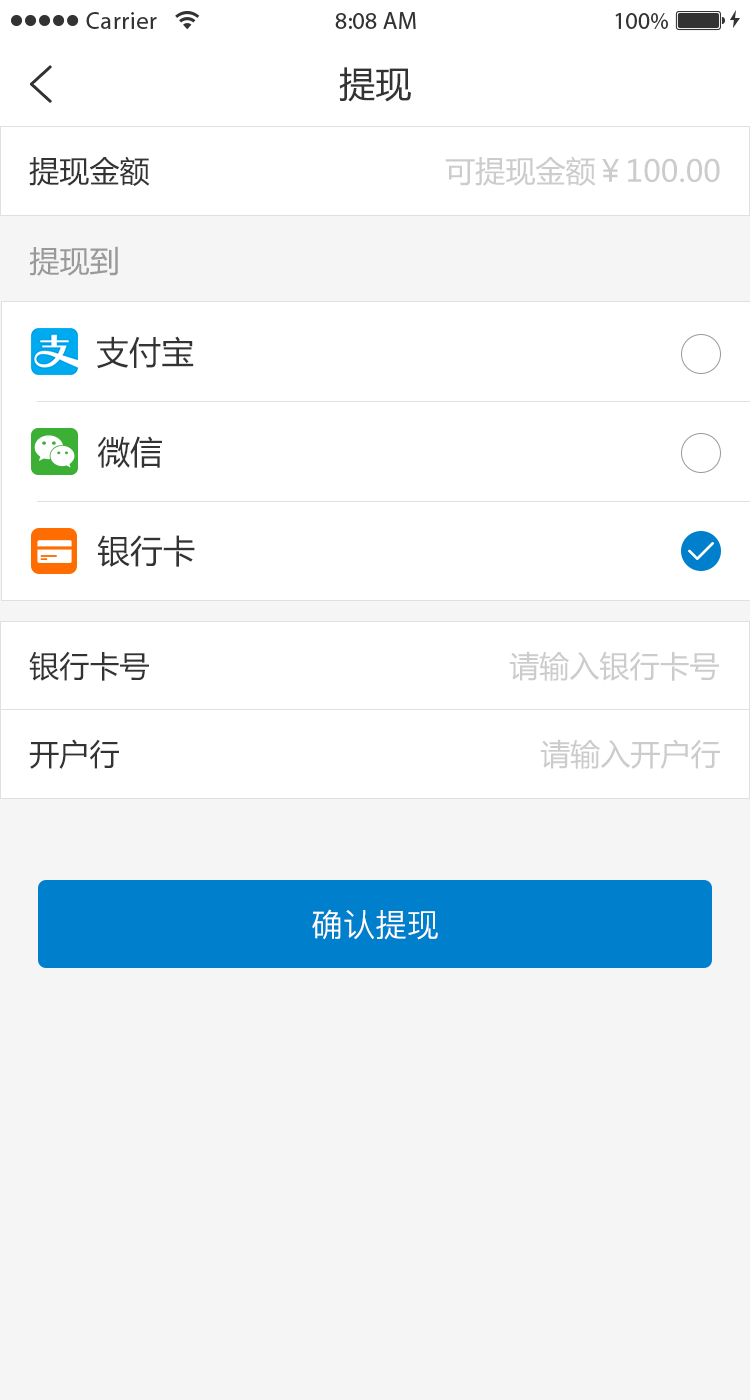 Carrier 8:08 AM 100%
提现
提现金额 可提现金额¥100.00
提现到
支付宝
微信
银行卡
银行卡号 请输入银行卡号
开户行 请输入开户行
确认提现